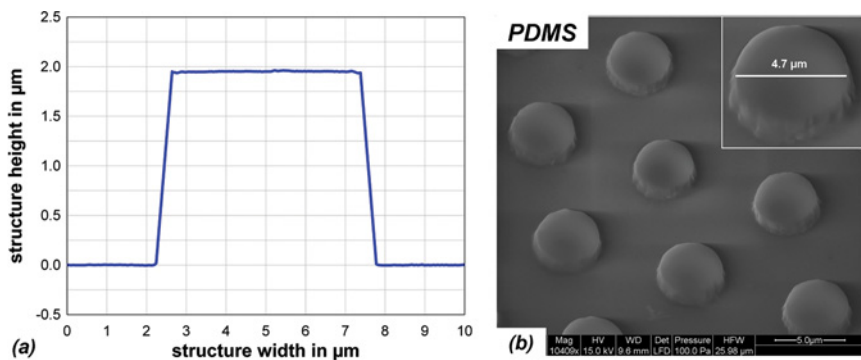 2.5
2.0
1.5
1.0
0.5
0.0
-0.5
structure height in µm
0 1 2 3 4 5 6 7 8 9 10
structure width in µm
(a)
PDMS
4.7 µm
(b)
Mag HV WD Det Pressure HFW
10409x 15.0 kV 9.6 mm LFD 100.0 Pa 25.98 µm
5.0µm